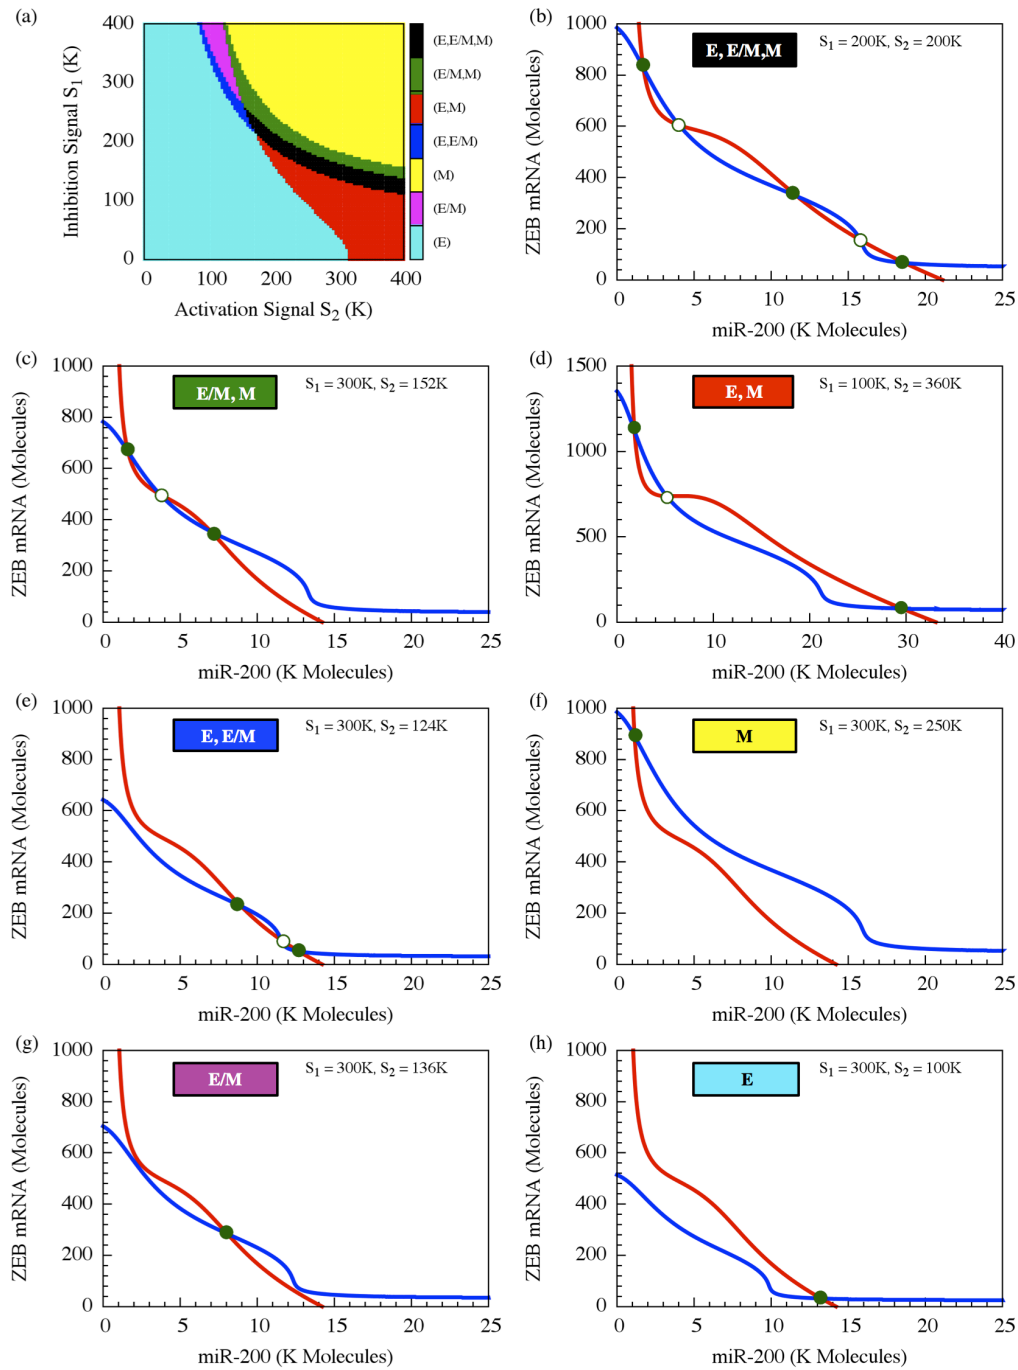 (a)
Inhibition Signal S1 (K)
400
300
200
100
0
0 100 200 300 400
Activation Signal S2 (K)
(E,E/M,M)
(E/M,M)
(E,M)
(E,E/M)
(M)
(E/M)
(E)
(b)
E, E/M,M
S1 = 200K, S2 = 200K
ZEB mRNA (Molecules)
1000
800
600
400
200
0
0 5 10 15 20 25
miR-200 (K Molecules)
(c)
E/M, M
S1 = 300K, S2 = 152K
ZEB mRNA (Molecules)
1000
800
600
400
200
0
0 5 10 15 20 25
miR-200 (K Molecules)
(d)
E, M
S1 = 100K, S2 = 360K
ZEB mRNA (Molecules)
1500
1000
500
0
0 10 20 30 40
miR-200 (K Molecules)
(e)
E, E/M
S1 = 300K, S2 = 124K
ZEB mRNA (Molecules)
1000
800
600
400
200
0
0 5 10 15 20 25
miR-200 (K Molecules)
(f)
M
S1 = 300K, S2 = 250K
ZEB mRNA (Molecules)
1000
800
600
400
200
0
0 5 10 15 20 25
miR-200 (K Molecules)
(g)
E/M
S1 = 300K, S2 = 136K
ZEB mRNA (Molecules)
1000
800
600
400
200
0
0 5 10 15 20 25
miR-200 (K Molecules)
(h)
E
S1 = 300K, S2 = 100K
ZEB mRNA (Molecules)
1000
800
600
400
200
0
0 5 10 15 20 25
miR-200 (K Molecules)